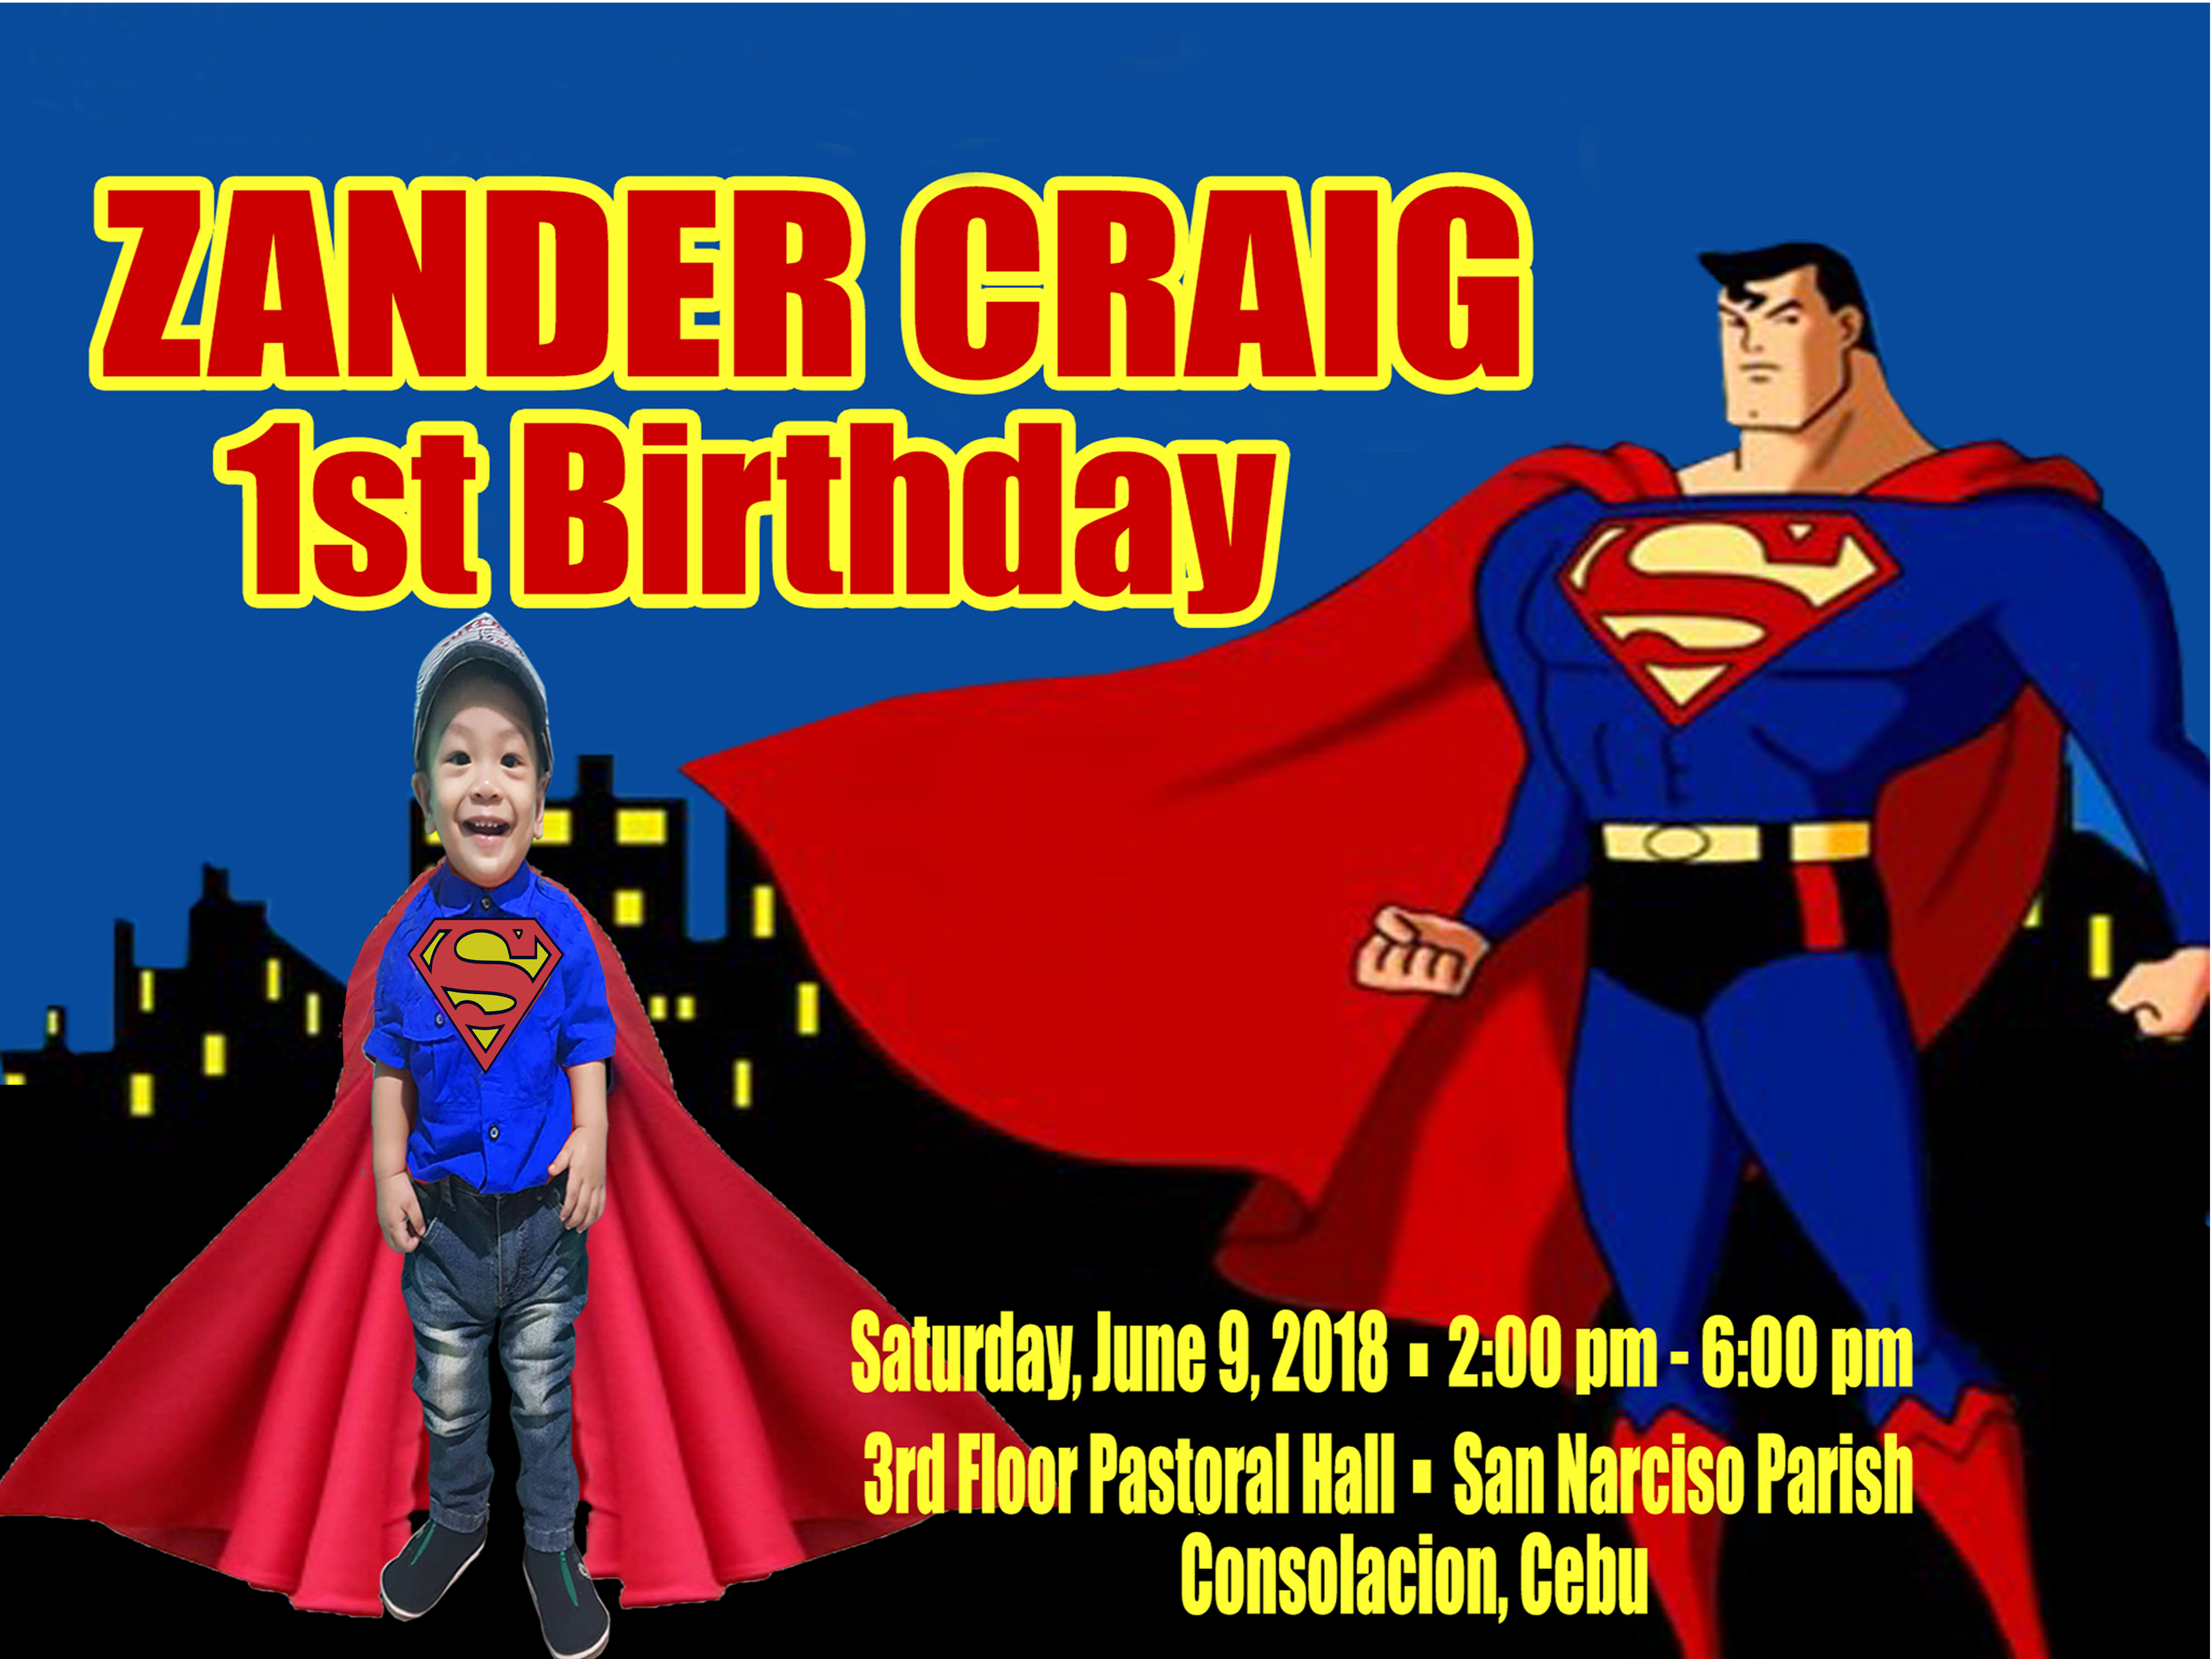 ZANDER CRAIG
1st Birthday
Saturday, June 9, 2018 ▪ 2:00 pm - 6:00 pm
3rd Floor Pastoral Hall ▪ San Narciso Parish
Consolacion, Cebu